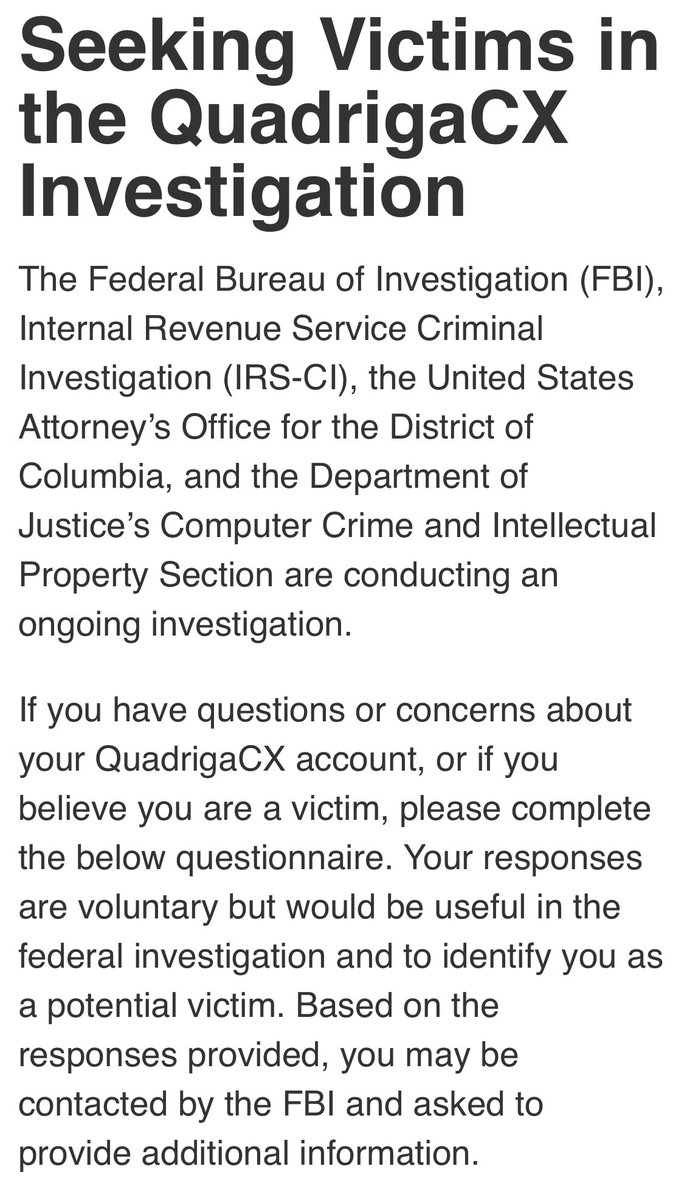 Seeking Victims in
the QuadrigaCX
Investigation
The Federal Bureau of Investigation (FBI),
Internal Revenue Service Criminal
Investigation (IRS-CI), the United States
Attorney’s Office for the District of
Columbia, and the Department of
Justice’s Computer Crime and Intellectual
Property Section are conducting an
ongoing investigation.
If you have questions or concerns about
your QuadrigaCX account, or if you
believe you are a victim, please complete
the below questionnaire. Your responses
are voluntary but would be useful in the
federal investigation and to identify you as
a potential victim. Based on the
responses provided, you may be
contacted by the FBI and asked to
provide additional information.